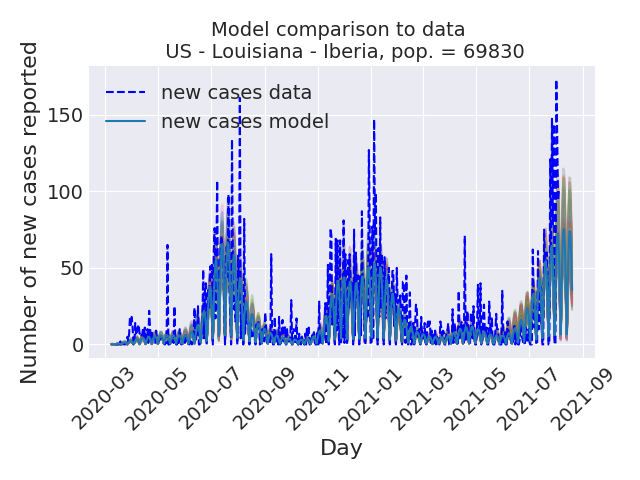 Model comparison to data
US - Louisiana - Iberia, pop. = 69830
Number of new cases reported
150
100
50
0
new cases data
new cases model
2020-03
2020-05
2020-07
2020-09
2020-11
2021-01
2021-03
2021-05
2021-07
2021-09
Day